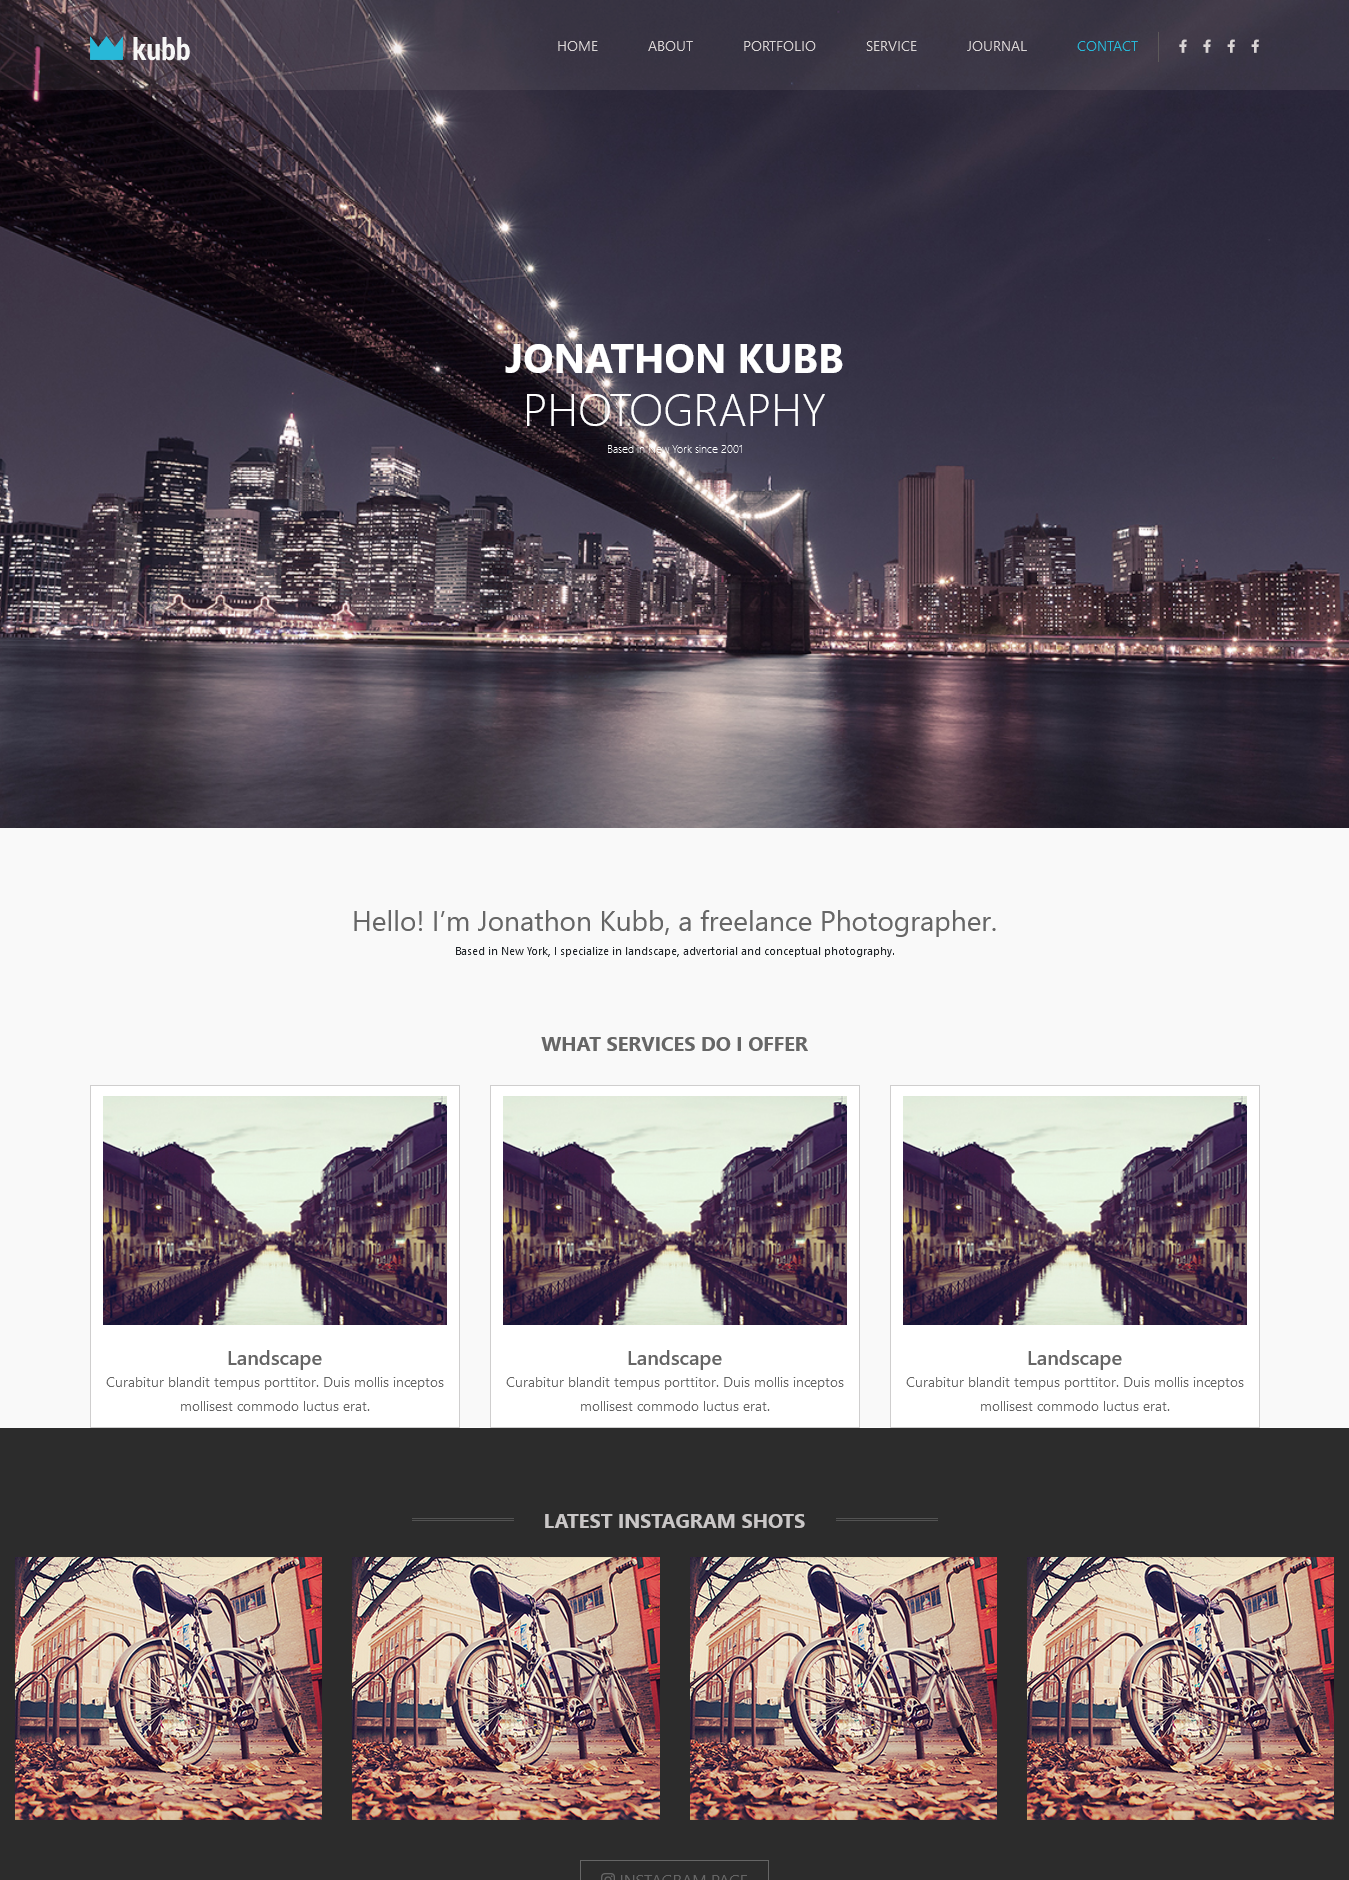 kubb
HOME ABOUT PORTFOLIO SERVICE JOURNAL CONTACT
JONATHON KUBB
PHOTOGRAPHY
Based in New York since 2001
Hello! I’m Jonathon Kubb, a freelance Photographer.
Based in New York, I specialize in landscape, advertorial and conceptual photography.
WHAT SERVICES DO I OFFER
Landscape
Curabitur blandit tempus porttitor. Duis mollis inceptos
mollisest commodo luctus erat.
Landscape
Curabitur blandit tempus porttitor. Duis mollis inceptos
mollisest commodo luctus erat.
Landscape
Curabitur blandit tempus porttitor. Duis mollis inceptos
mollisest commodo luctus erat.
LATEST INSTAGRAM SHOTS
INSTAGRAM PAGE